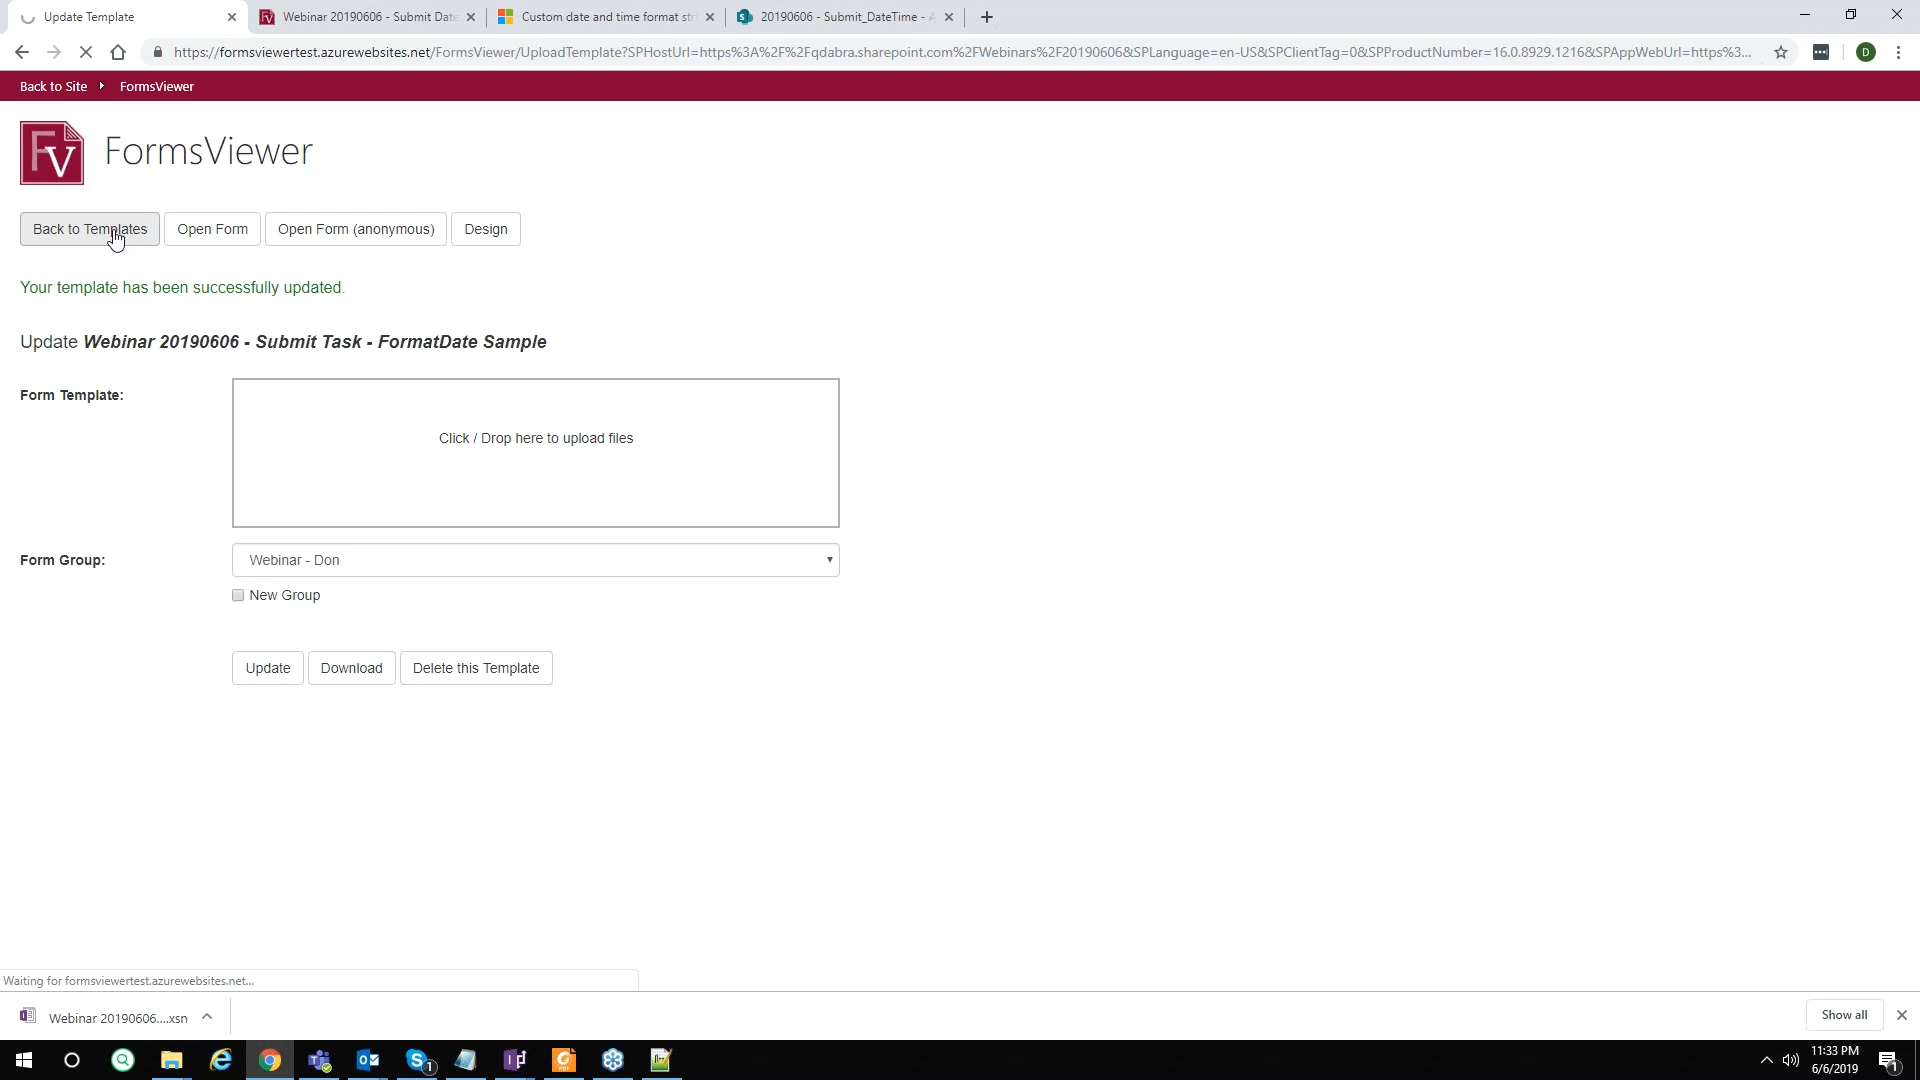 Update Template
Webinar 20190606 - Submit Date
Custom date and time format str
20190606 - Submit_DateTime - A
https://formsviewertest.azurewebsites.net/FormsViewer/UploadTemplate?SPHostUrl=https%3A%2F%2Fqdabra.sharepoint.com%2FWebinars%2F20190606&SPLanguage=en-US&SPClientTag=0&SPProductNumber=16.0.8929.1216&SPAppWebUrl=https%3...
D
Back to Site
FormsViewer
FV
FormsViewer
Back to Templates
Open Form
Open Form (anonymous)
Design
Your template has been successfully updated.
Update Webinar 20190606 - Submit Task - FormatDate Sample
Form Template:
Click / Drop here to upload files
Form Group:
Webinar - Don
New Group
Update
Download
Delete this Template
Waiting for formsviewertest.azurewebsites.net...
Webinar 20190606....xsn
Show all
1
11:33 PM
6/6/2019
1